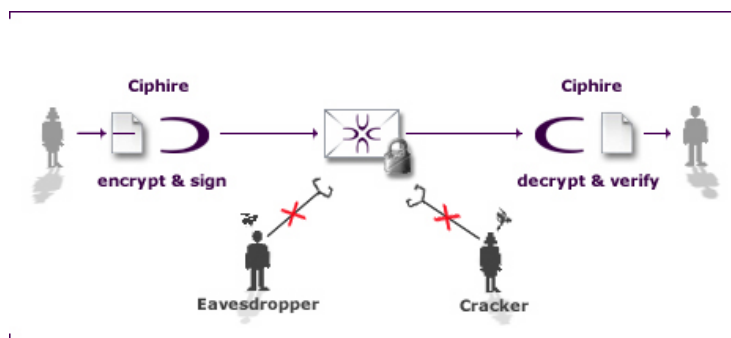 Ciphire
Ciphire
encrypt & sign
decrypt & verify
Eavesdropper
Cracker